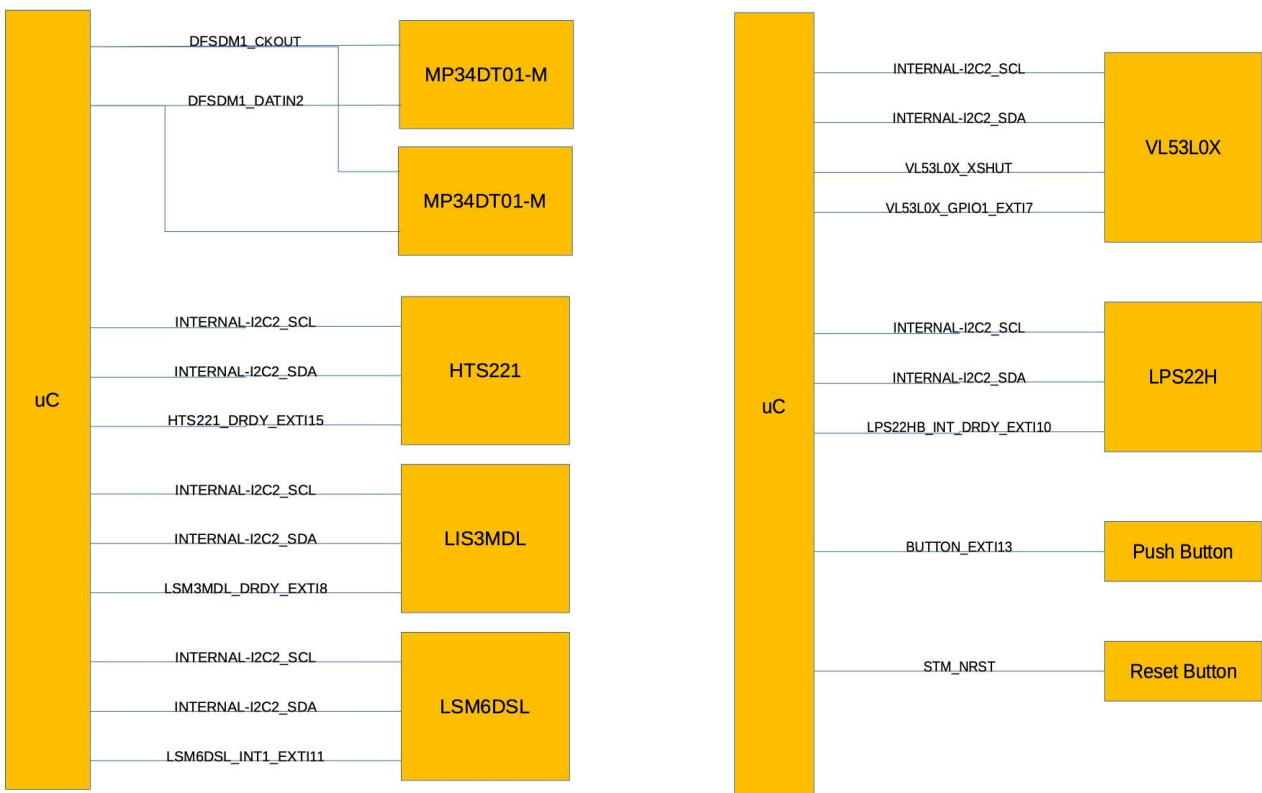 uC
DFSDM1_CKOUT
MP34DT01-M
DFSDM1_DATIN2
MP34DT01-M
INTERNAL-I2C2_SCL
INTERNAL-I2C2_SDA
HTS221
HTS221_DRDY_EXTI15
INTERNAL-I2C2_SCL
INTERNAL-I2C2_SDA
LIS3MDL
LSM3MDL_DRDY_EXTI8
INTERNAL-I2C2_SCL
INTERNAL-I2C2_SDA
LSM6DSL
LSM6DSL_INT1_EXTI11
uC
INTERNAL-I2C2_SCL
INTERNAL-I2C2_SDA
VL53L0X
VL53L0X_XSHUT
VL53L0X_GPIO1_EXTI7
INTERNAL-I2C2_SCL
INTERNAL-I2C2_SDA
LPS22H
LPS22HB_INT_DRDY_EXTI10
BUTTON_EXTI13
Push Button
STM_NRST
Reset Button